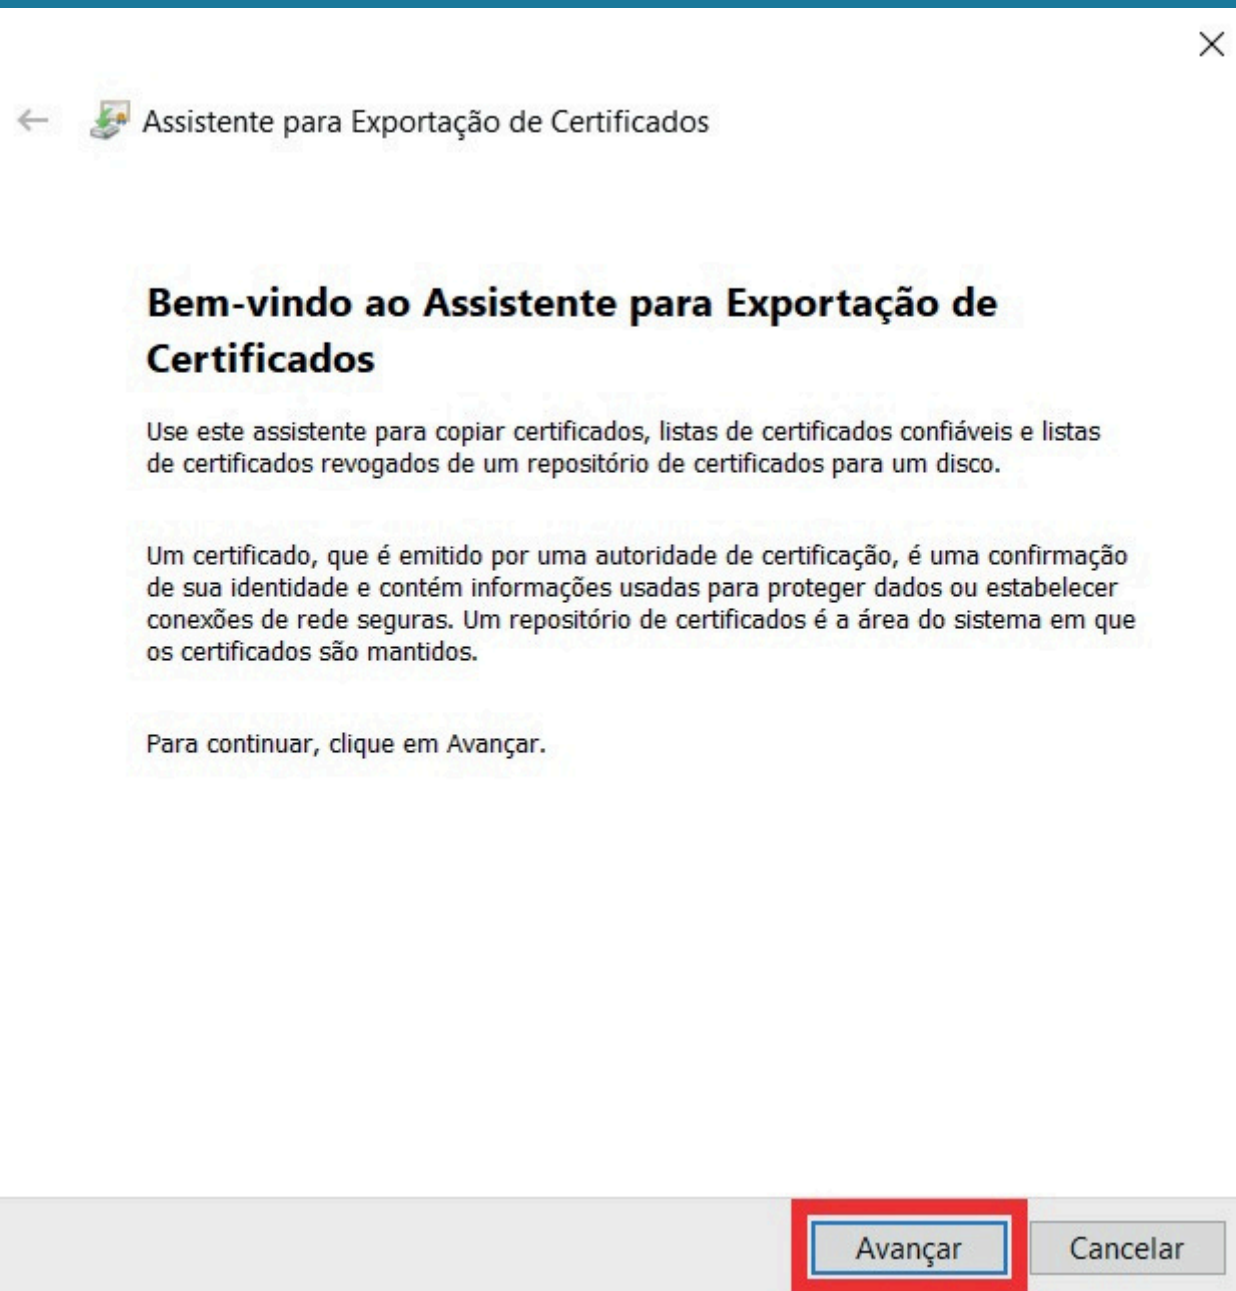 Assistente para Exportação de Certificados
Bem-vindo ao Assistente para Exportação de
Certificados
Use este assistente para copiar certificados, listas de certificados confiáveis e listas
de certificados revogados de um repositório de certificados para um disco.
Um certificado, que é emitido por uma autoridade de certificação, é uma confirmação
de sua identidade e contém informações usadas para proteger dados ou estabelecer
conexões de rede seguras. Um repositório de certificados é a área do sistema em que
os certificados são mantidos.
Para continuar, clique em Avançar.
Avançar
Cancelar